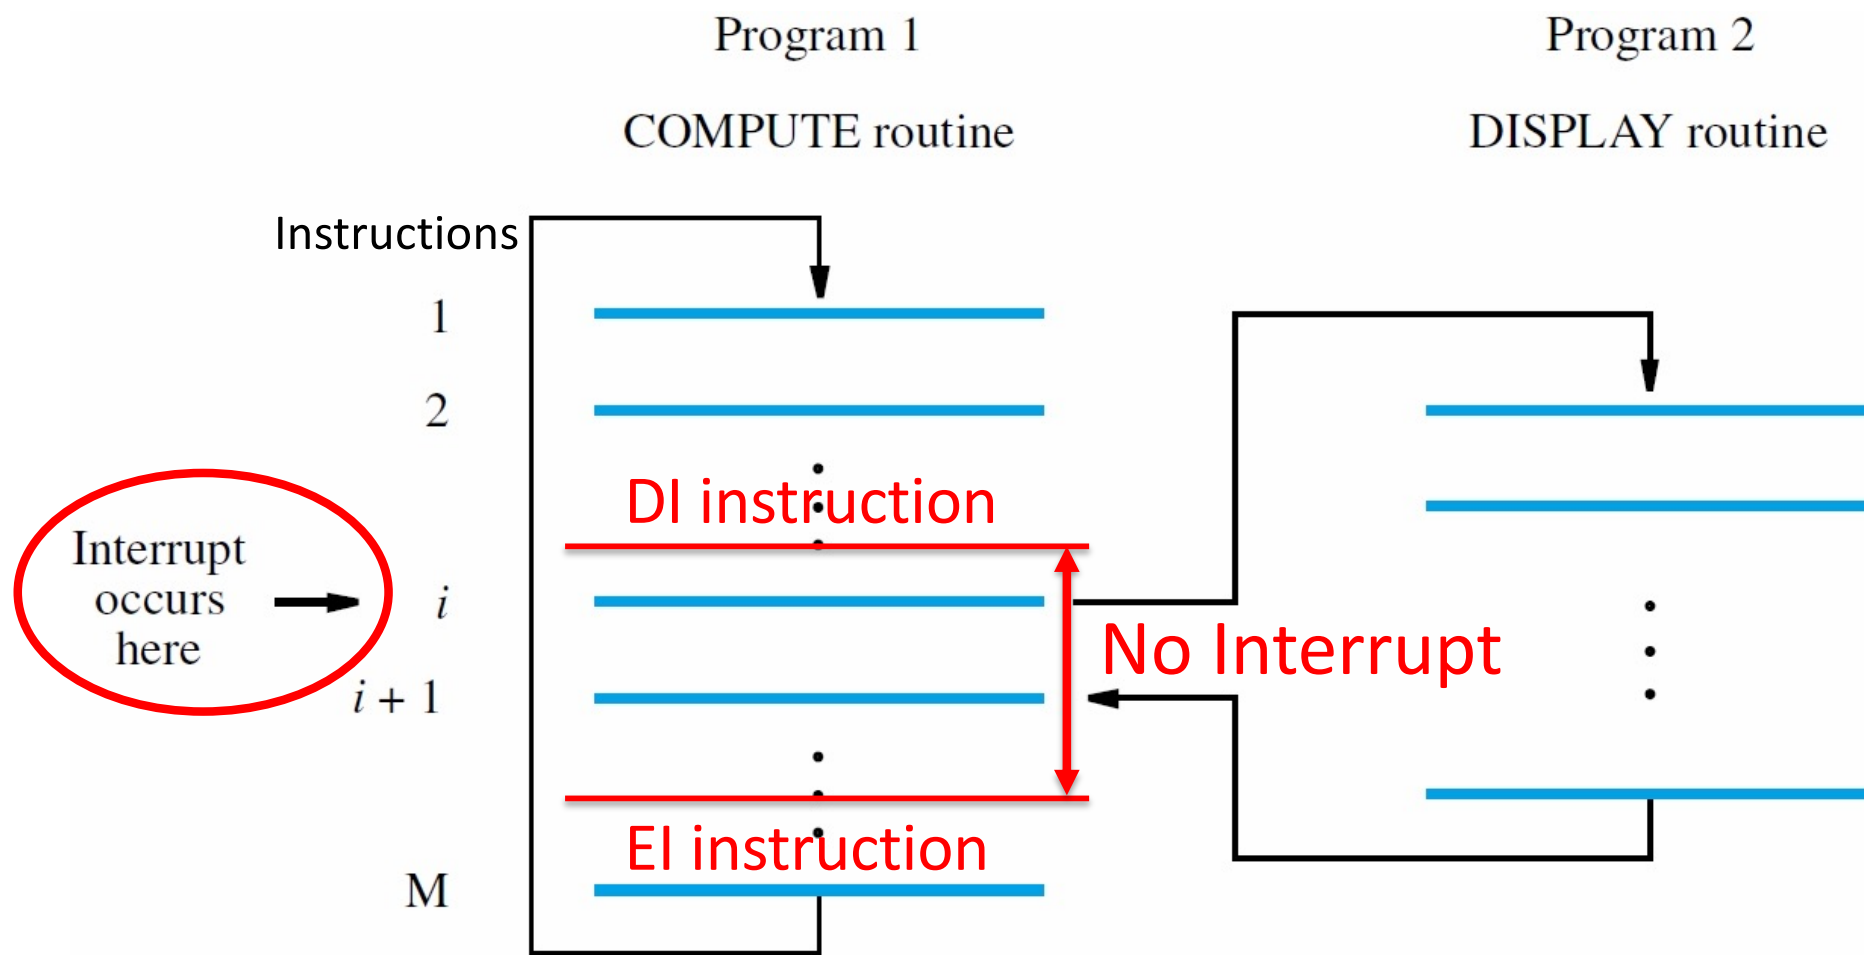 Program 1
Program 2
COMPUTE routine
DISPLAY routine
Instructions
1
2
DI instruction
Interrupt
occurs
here
i
No Interrupt
i + 1
EI instruction
M